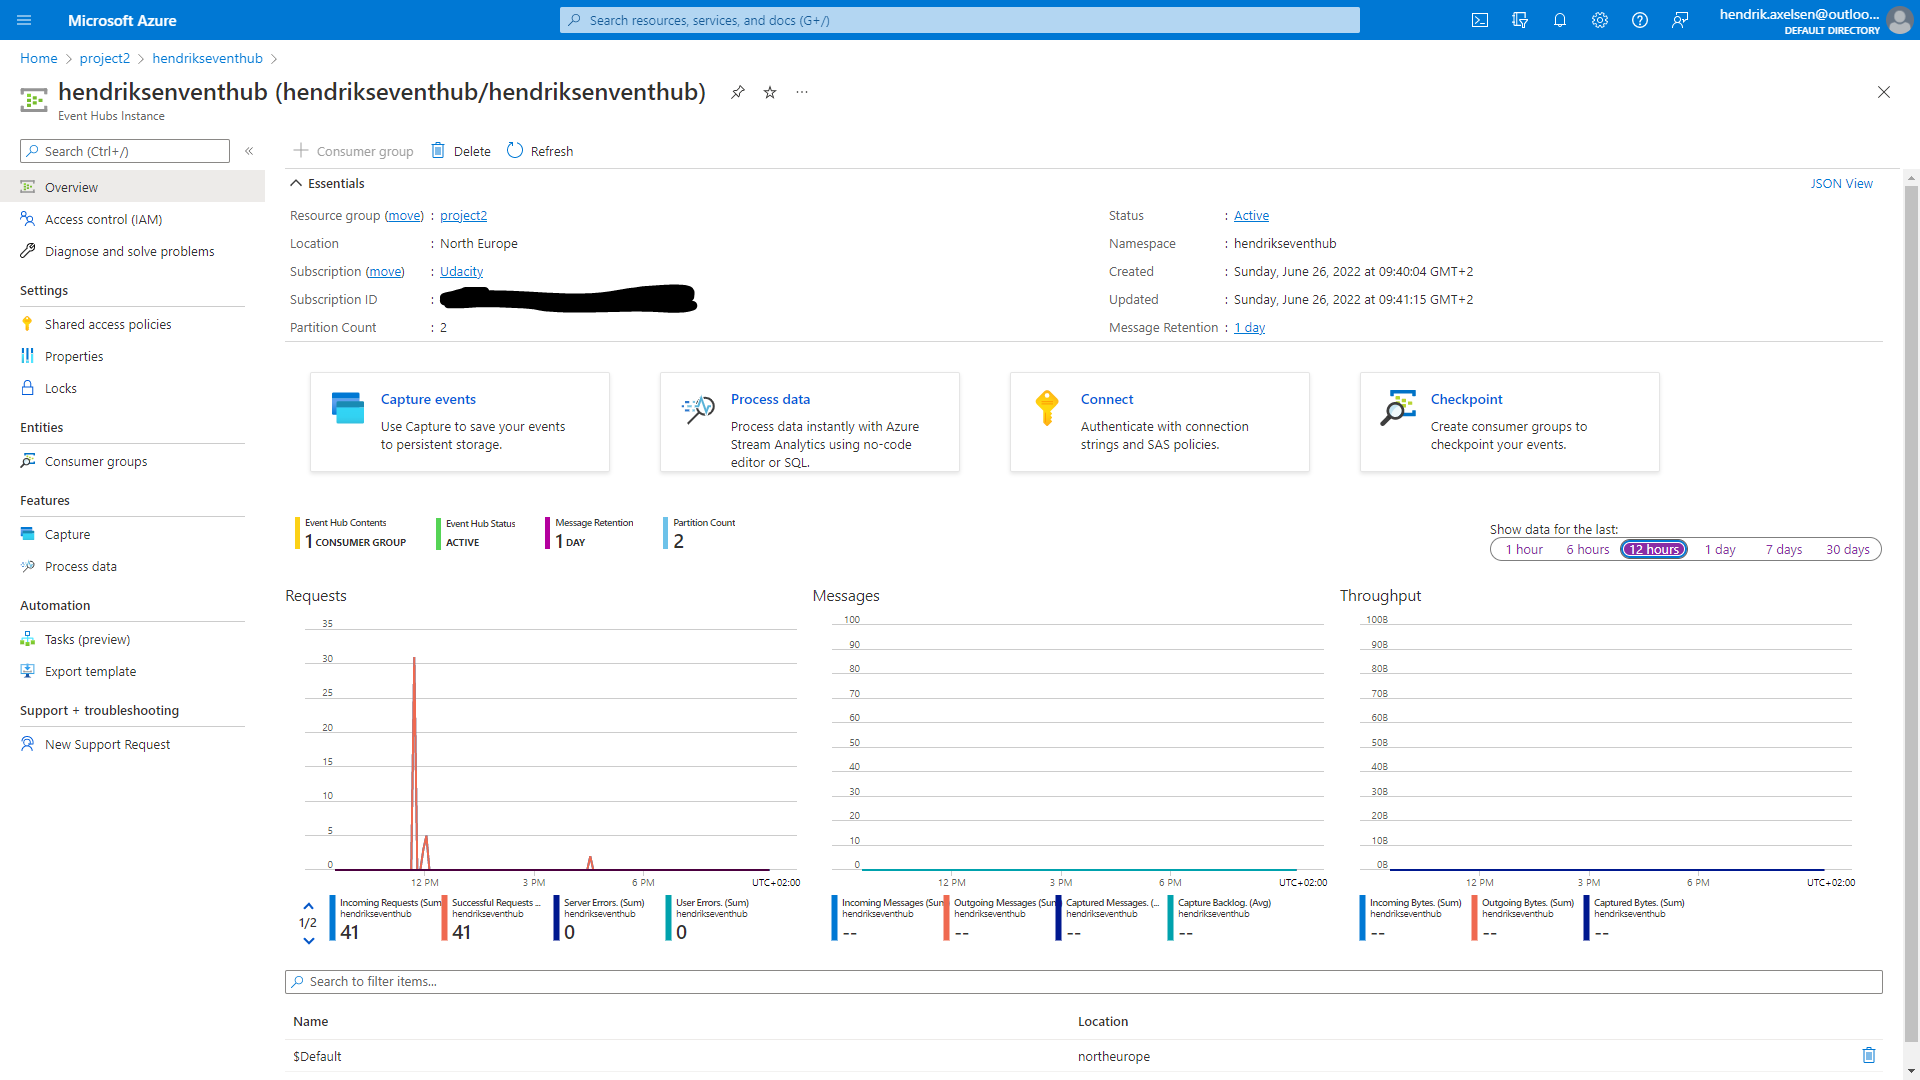 Microsoft Azure
Search resources, services, and docs (G+/)
hendrik.axelsen@outloo...
DEFAULT DIRECTORY
Home > project2 > hendrikseventhub >
hendriksenventhub (hendrikseventhub/hendriksenventhub)
Event Hubs Instance
Search (Ctrl+/)
Overview
Access control (IAM)
Diagnose and solve problems
Settings
Shared access policies
Properties
Locks
Entities
Consumer groups
Features
Capture
Process data
Automation
Tasks (preview)
Export template
Support + troubleshooting
New Support Request
Consumer group
Delete
Refresh
Essentials
JSON View
Resource group (move) : project2
Location : North Europe
Subscription (move) : Udacity
Subscription ID :
Partition Count : 2
Status : Active
Namespace : hendrikseventhub
Created : Sunday, June 26, 2022 at 09:40:04 GMT+2
Updated : Sunday, June 26, 2022 at 09:41:15 GMT+2
Message Retention : 1 day
Capture events
Use Capture to save your events
to persistent storage.
Process data
Process data instantly with Azure
Stream Analytics using no-code
editor or SQL.
Connect
Authenticate with connection
strings and SAS policies.
Checkpoint
Create consumer groups to
checkpoint your events.
Event Hub Contents
1 CONSUMER GROUP
Event Hub Status
ACTIVE
Message Retention
1 DAY
Partition Count
2
Show data for the last:
1 hour 6 hours 12 hours 1 day 7 days 30 days
Requests
35
30
25
20
15
10
5
0
12 PM 3 PM 6 PM UTC+02:00
1/2
Incoming Requests (Sum)
hendrikseventhub
41
Successful Requests ...
hendrikseventhub
41
Server Errors. (Sum)
hendrikseventhub
0
User Errors. (Sum)
hendrikseventhub
0
Messages
100
90
80
70
60
50
40
30
20
10
0
12 PM 3 PM 6 PM UTC+02:00
Incoming Messages (Sum)
hendrikseventhub
--
Outgoing Messages (Sum)
hendrikseventhub
--
Captured Messages. (...
hendrikseventhub
--
Capture Backlog. (Avg)
hendrikseventhub
--
Throughput
100B
90B
80B
70B
60B
50B
40B
30B
20B
10B
0B
12 PM 3 PM 6 PM UTC+02:00
Incoming Bytes. (Sum)
hendrikseventhub
--
Outgoing Bytes. (Sum)
hendrikseventhub
--
Captured Bytes. (Sum)
hendrikseventhub
--
Search to filter items...
Name Location
$Default northeurope